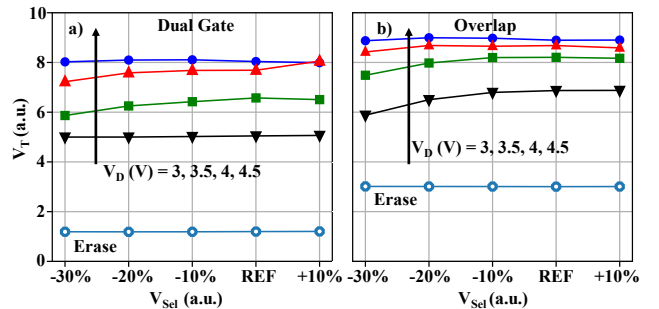 a) Dual Gate
b) Overlap
10
8
6
4
2
0
V_T (a.u.)
V_D (V) = 3, 3.5, 4, 4.5
V_D (V) = 3, 3.5, 4, 4.5
Erase
Erase
-30% -20% -10% REF +10%
-30% -20% -10% REF +10%
V_Sel (a.u.)
V_Sel (a.u.)